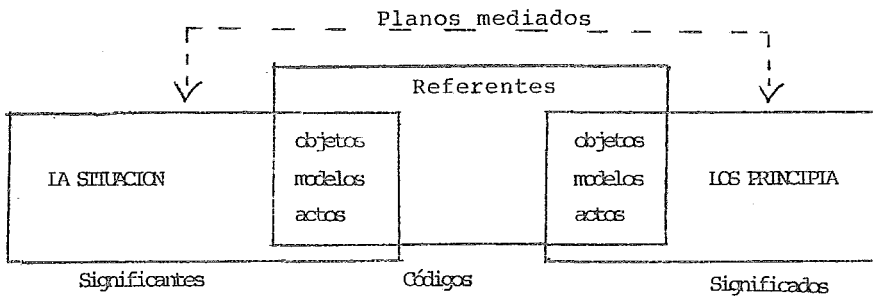 Planos mediados
Referentes
objetos objetos
LA SITUACION modelos modelos LOS PRINCIPIA
actos actos
Significantes Códigos Significados